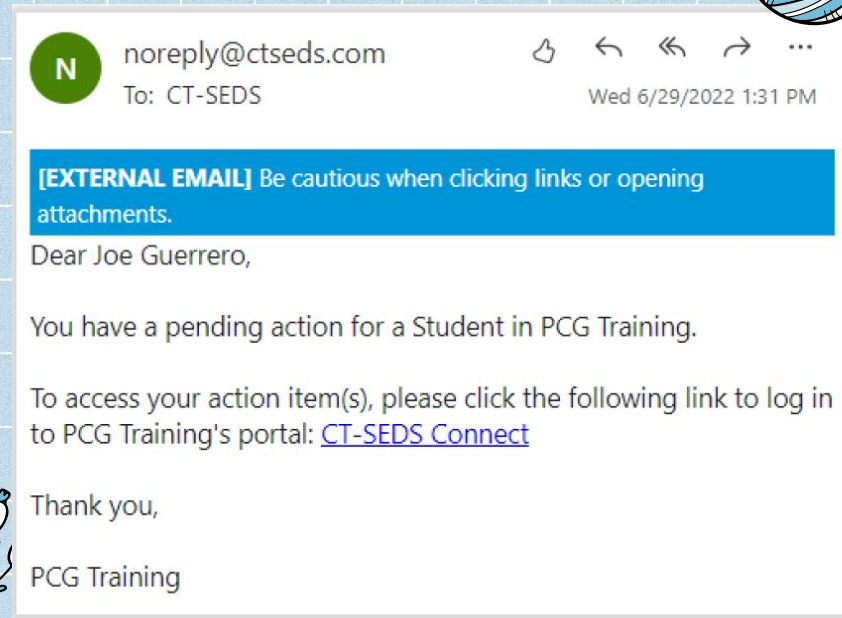 N
noreply@ctseds.com
To: CT-SEDS
Wed 6/29/2022 1:31 PM
[EXTERNAL EMAIL] Be cautious when clicking links or opening
attachments.
Dear Joe Guerrero,
You have a pending action for a Student in PCG Training.
To access your action item(s), please click the following link to log in
to PCG Training's portal: CT-SEDS Connect
Thank you,
PCG Training